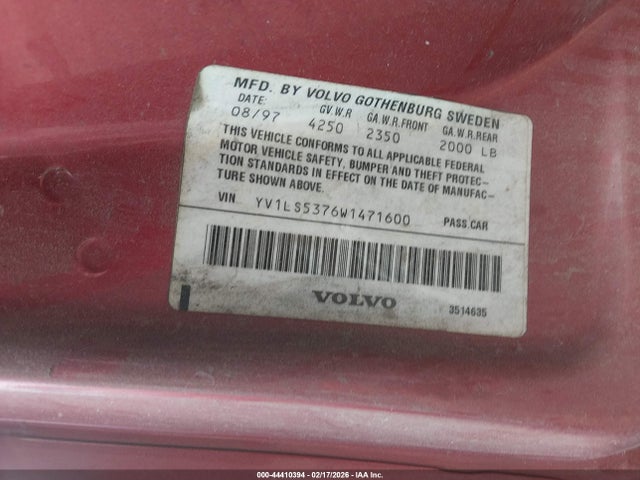 MFD. BY VOLVO GOTHENBURG SWEDEN
DATE: GV.W.R GA.W.R.FRONT GA.W.R.REAR
08/97 4250 2350 2000 LB
THIS VEHICLE CONFORMS TO ALL APPLICABLE FEDERAL
MOTOR VEHICLE SAFETY, BUMPER AND THEFT PROTEC-
TION STANDARDS IN EFFECT ON THE DATE OF MANUFAC-
TURE SHOWN ABOVE.
VIN YV1LS5376W1471600 PASS.CAR
VOLVO 3514635
000-44410394 - 02/17/2026 - IAA Inc.